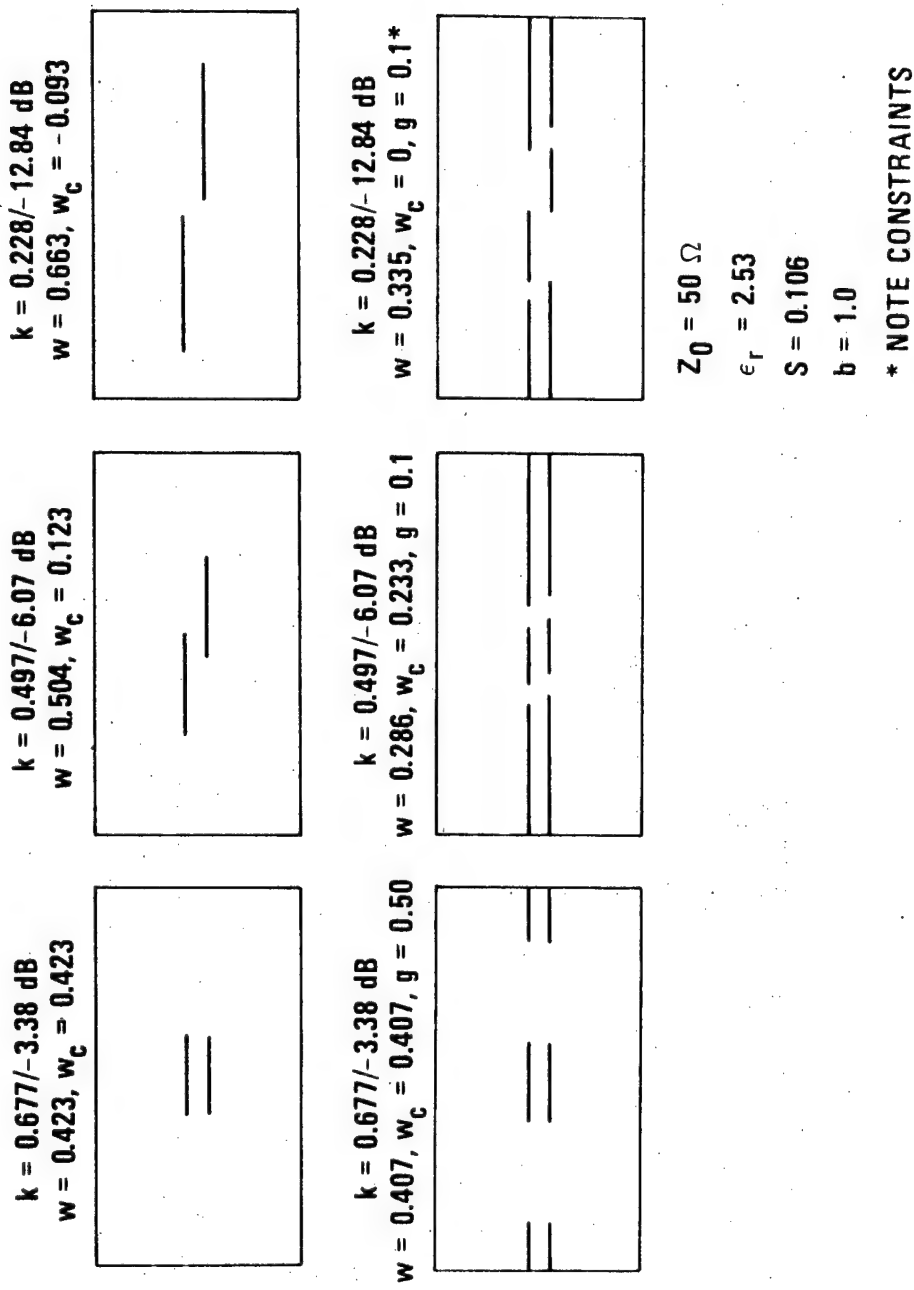 k = 0.677/-3.38 dB
w = 0.423, w_c = 0.423
k = 0.497/-6.07 dB
w = 0.504, w_c = 0.123
k = 0.228/-12.84 dB
w = 0.663, w_c = -0.093
k = 0.677/-3.38 dB
w = 0.407, w_c = 0.407, g = 0.50
k = 0.497/-6.07 dB
w = 0.286, w_c = 0.233, g = 0.1
k = 0.228/-12.84 dB
w = 0.335, w_c = 0, g = 0.1*
Z_0 = 50 Ω
ϵ_r = 2.53
S = 0.106
b = 1.0
* NOTE CONSTRAINTS